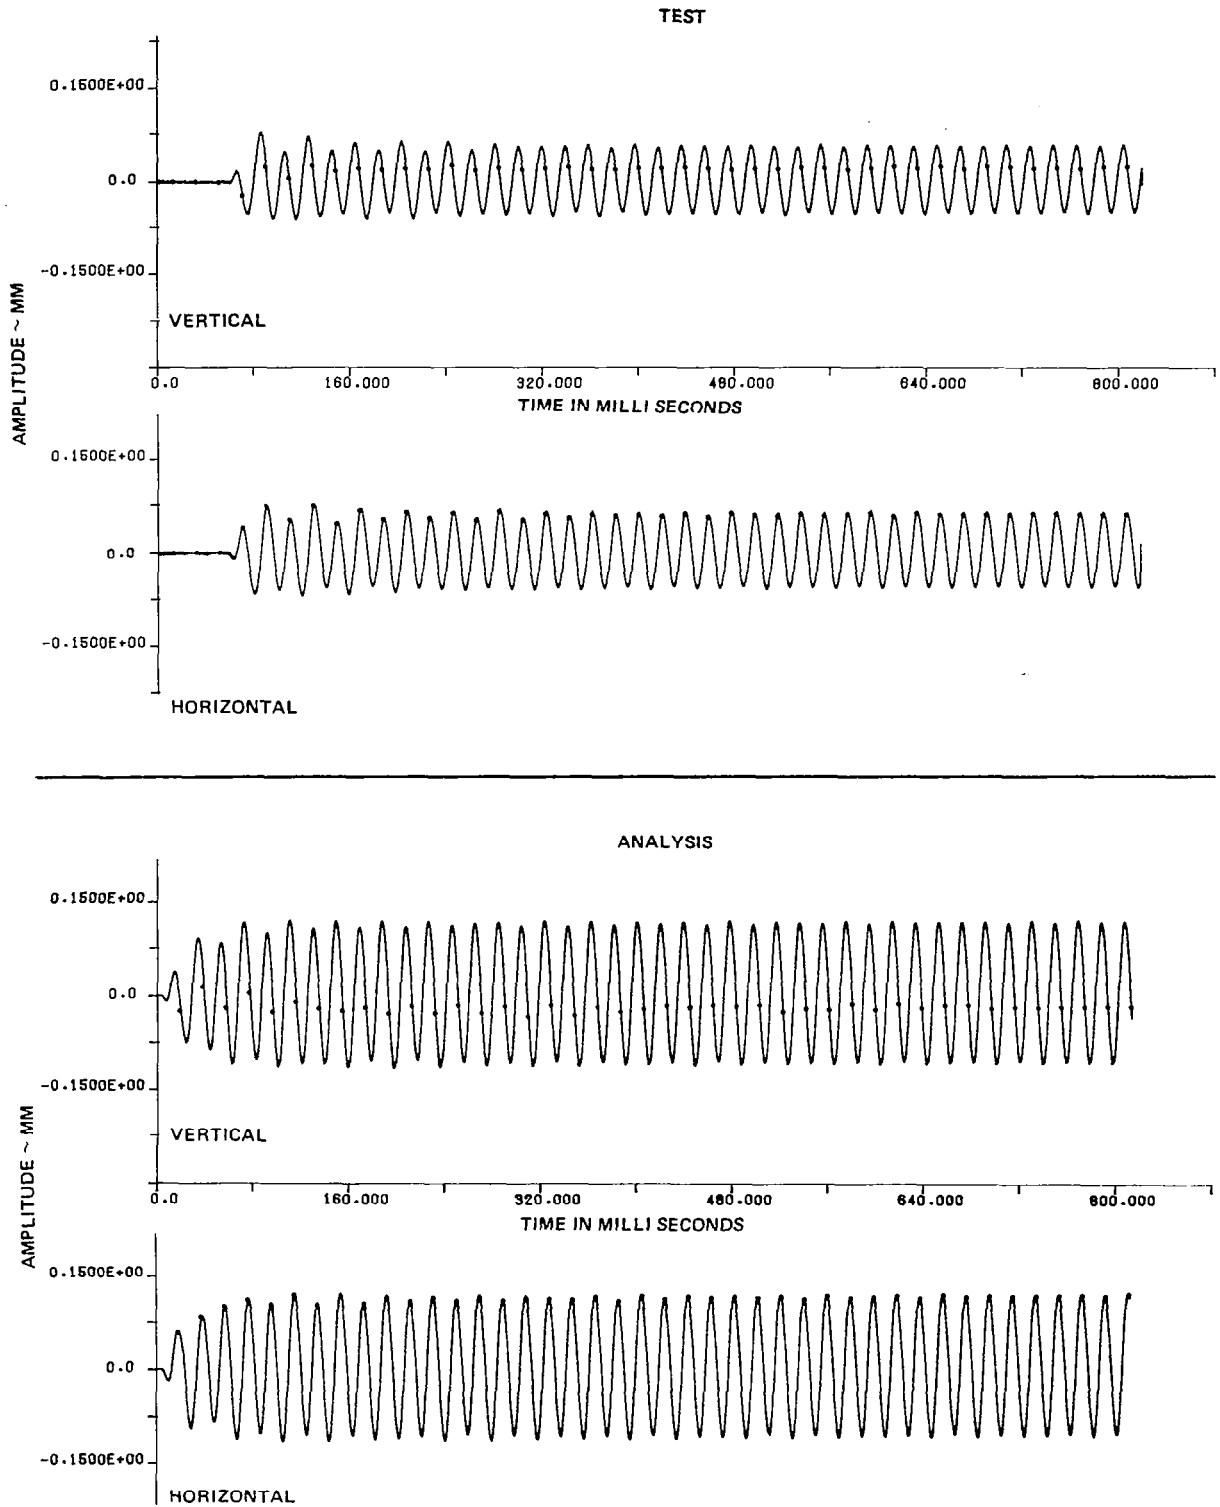 TEST
0.1500E+00
0.0
-0.1500E+00
AMPLITUDE ~ MM
VERTICAL
0.0 160.000 320.000 480.000 640.000 800.000
TIME IN MILLI SECONDS
0.1500E+00
0.0
-0.1500E+00
HORIZONTAL
ANALYSIS
0.1500E+00
0.0
-0.1500E+00
AMPLITUDE ~ MM
VERTICAL
0.0 160.000 320.000 480.000 640.000 800.000
TIME IN MILLI SECONDS
0.1500E+00
0.0
-0.1500E+00
HORIZONTAL